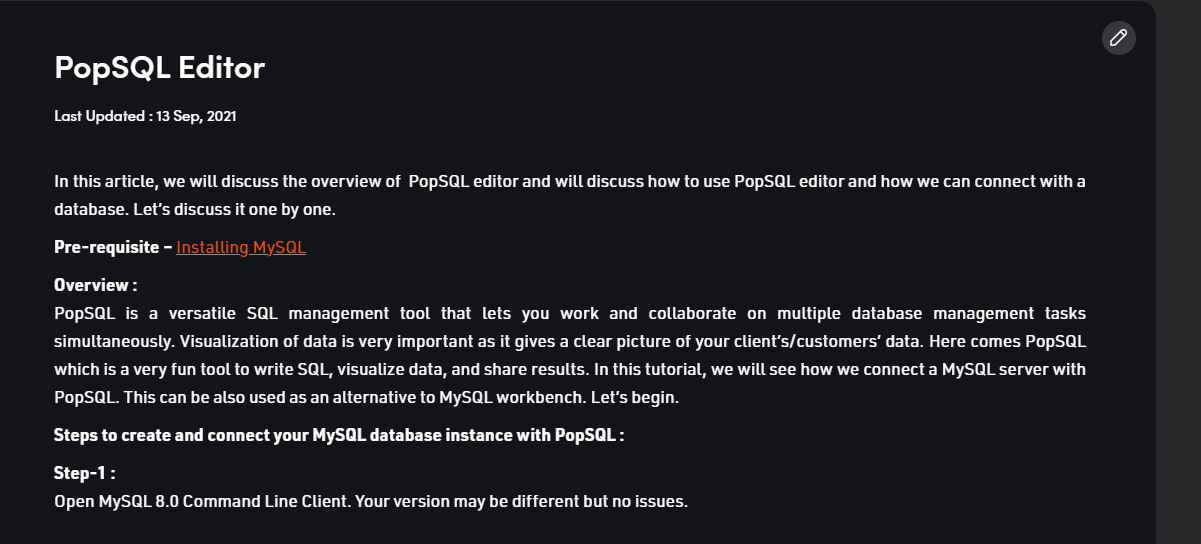 PopSQL Editor
Last Updated : 13 Sep, 2021
In this article, we will discuss the overview of  PopSQL editor and will discuss how to use PopSQL editor and how we can connect with a
database. Let’s discuss it one by one.
Pre-requisite – Installing MySQL
Overview :
PopSQL is a versatile SQL management tool that lets you work and collaborate on multiple database management tasks
simultaneously. Visualization of data is very important as it gives a clear picture of your client’s/customers’ data. Here comes PopSQL
which is a very fun tool to write SQL, visualize data, and share results. In this tutorial, we will see how we connect a MySQL server with
PopSQL. This can be also used as an alternative to MySQL workbench. Let’s begin.
Steps to create and connect your MySQL database instance with PopSQL :
Step-1 :
Open MySQL 8.0 Command Line Client. Your version may be different but no issues.